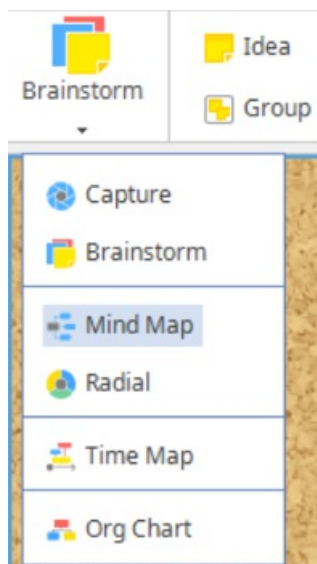 Brainstorm
Idea
Group
Capture
Brainstorm
Mind Map
Radial
Time Map
Org Chart